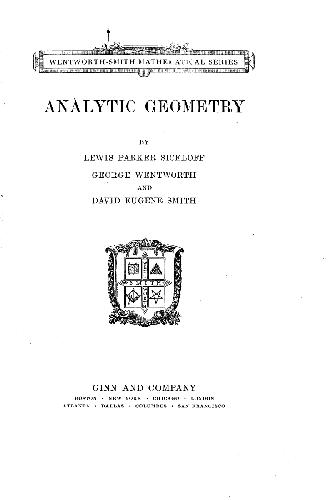 WENTWORTH-SMITH MATHEMATICAL SERIES
ANALYTIC GEOMETRY
BY
LEWIS PARKER SICELOFF
GEORGE WENTWORTH
AND
DAVID EUGENE SMITH
SMITH
GINN AND COMPANY
BOSTON · NEW YORK · CHICAGO · LONDON
ATLANTA · DALLAS · COLUMBUS · SAN FRANCISCO